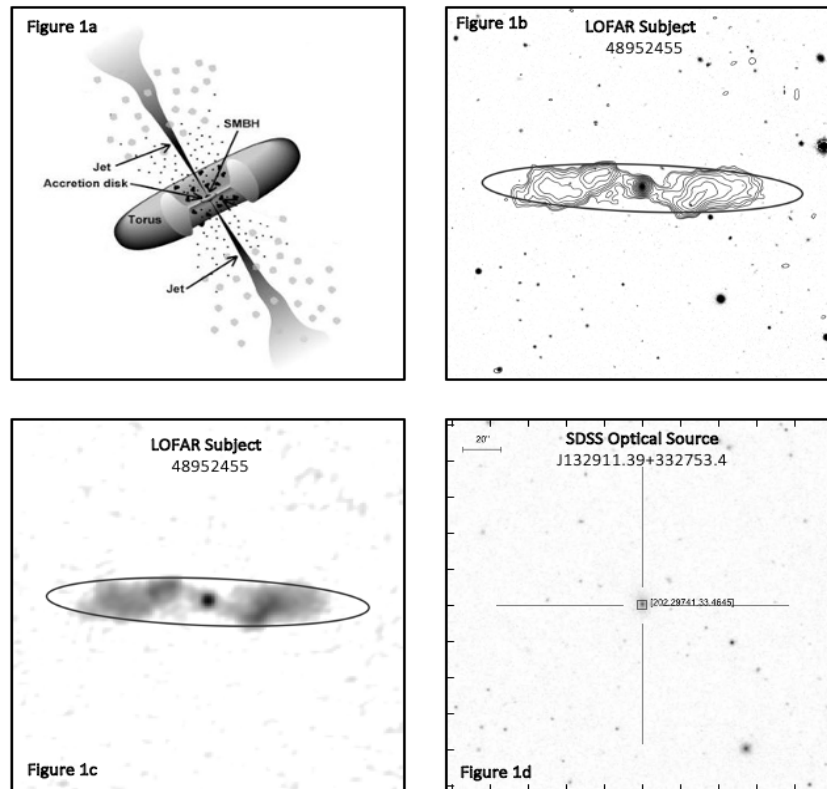 Figure 1a
SMBH
Jet
Accretion disk
Torus
Jet
Figure 1b
LOFAR Subject
48952455
LOFAR Subject
48952455
Figure 1c
SDSS Optical Source
J132911.39+332753.4
20"
[202.29741,33.4645]
Figure 1d